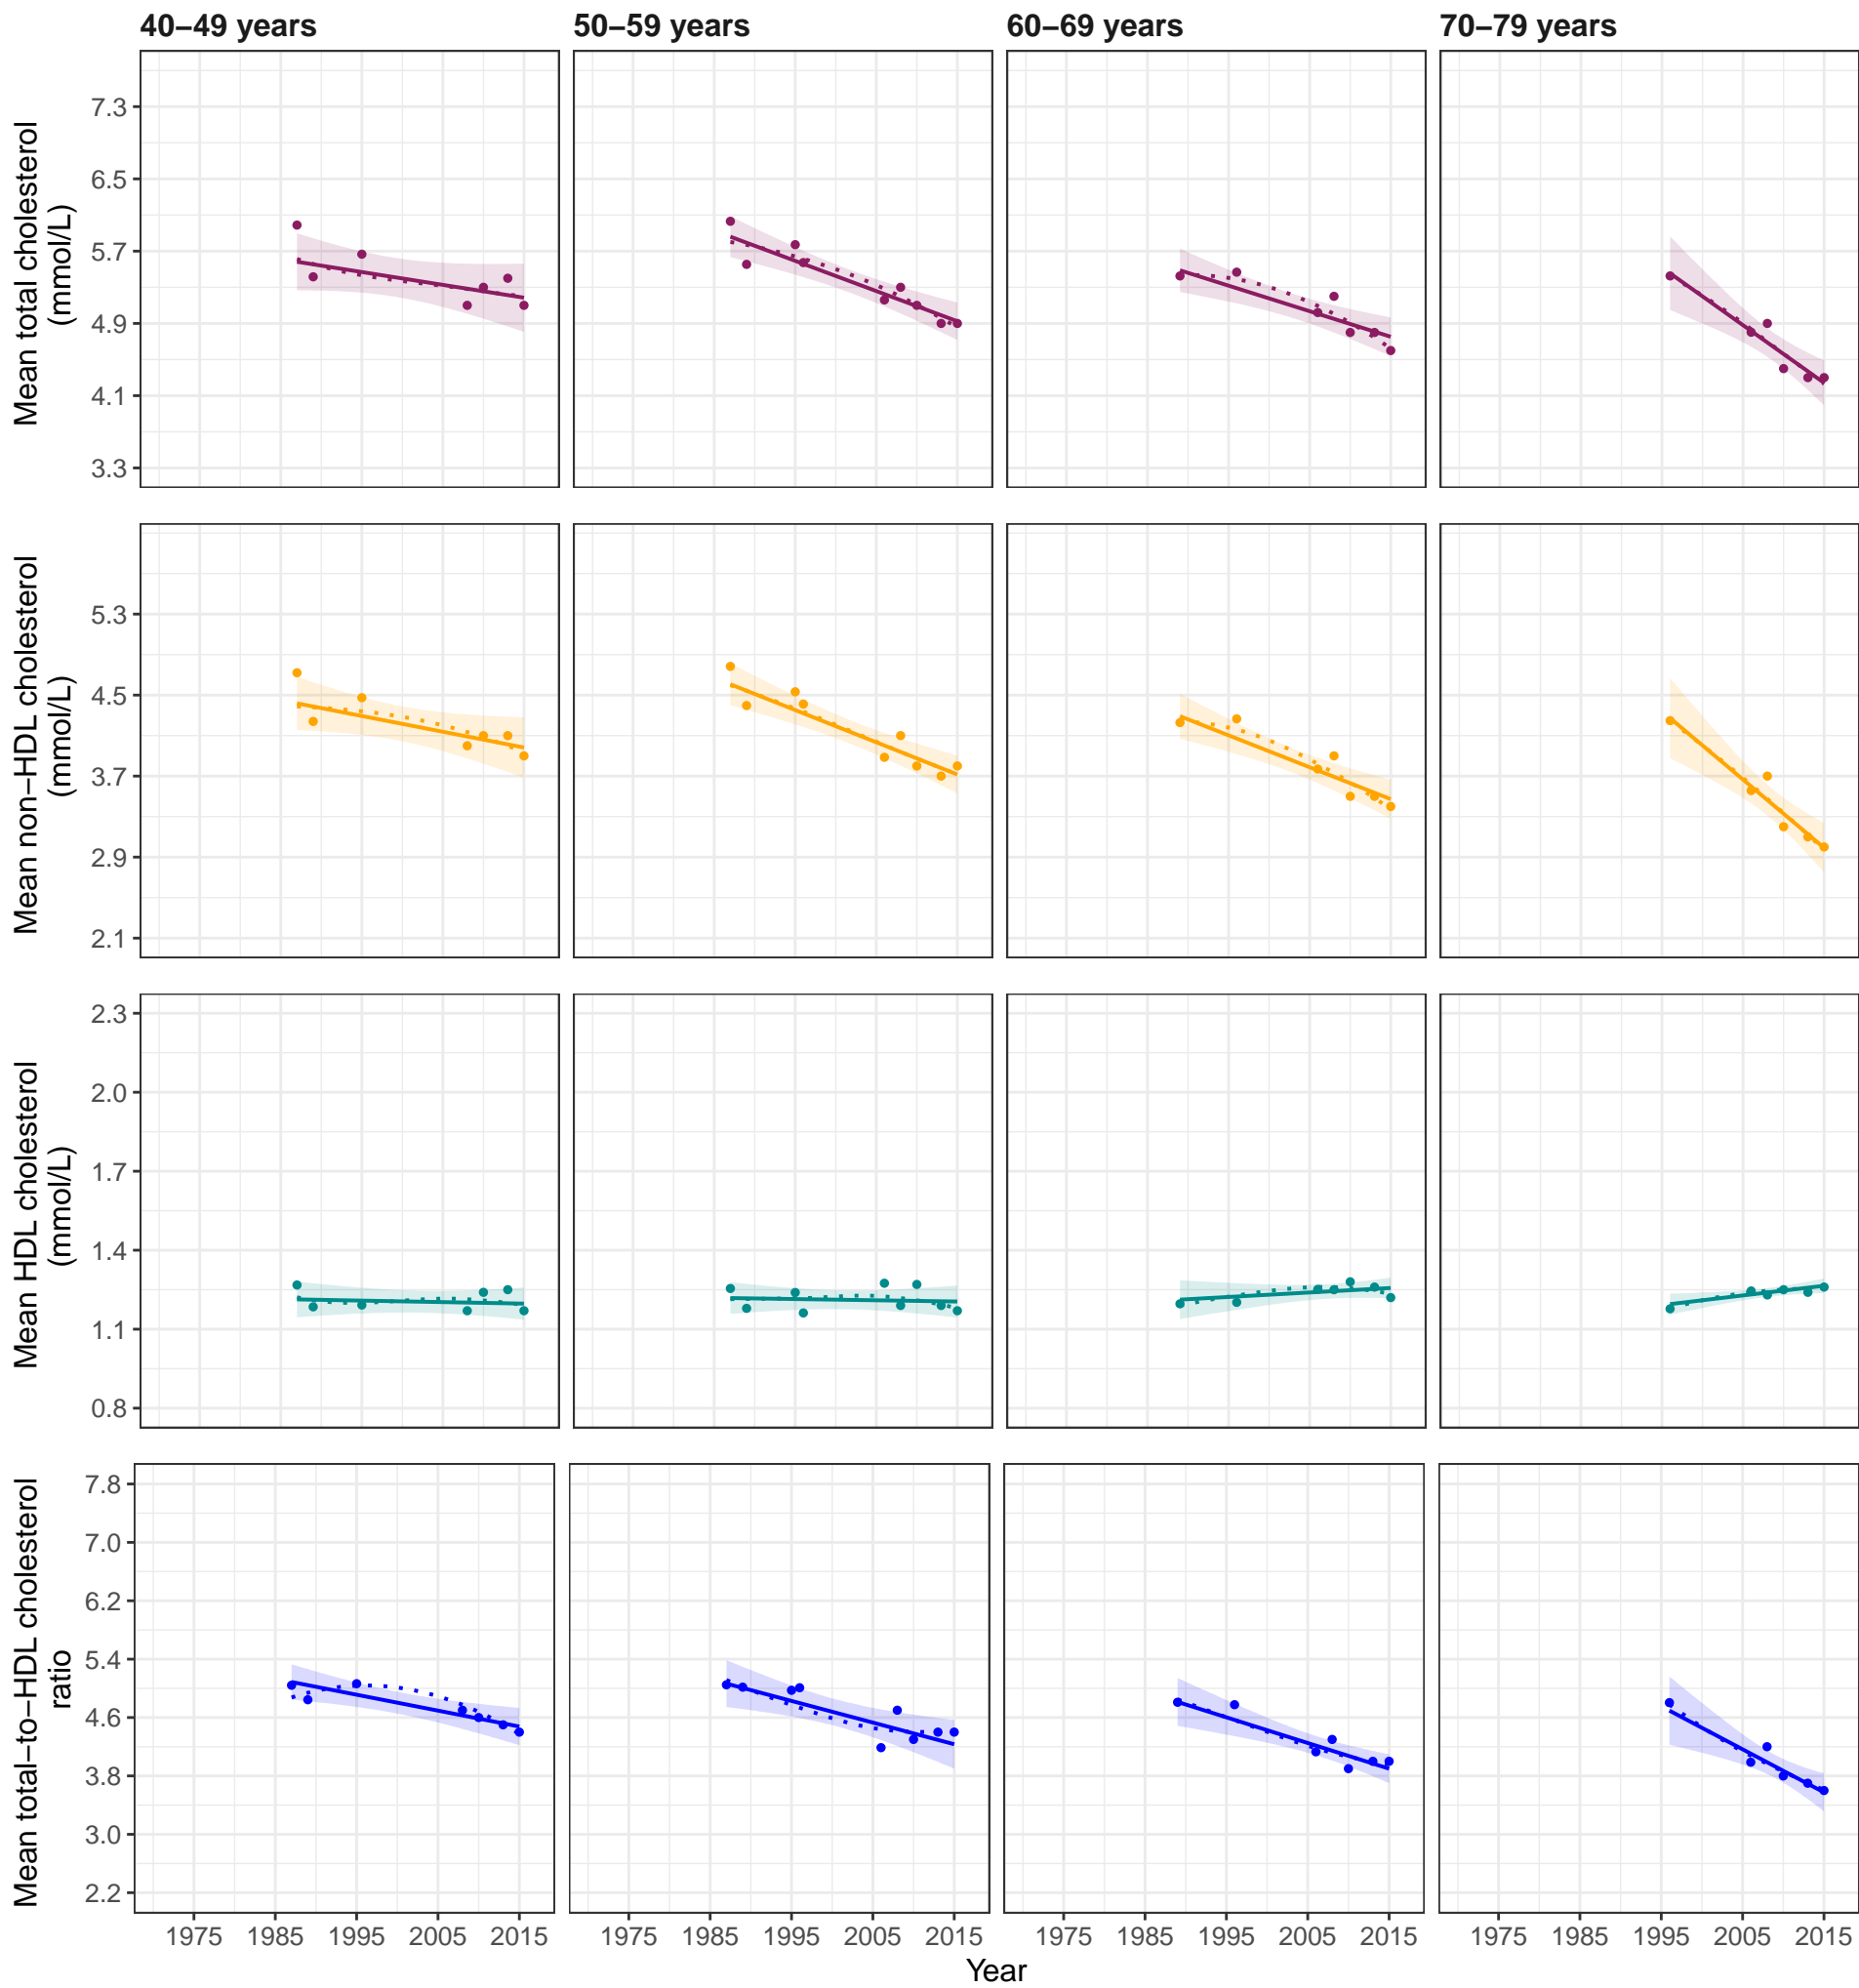 40–49 years
50–59 years
60–69 years
70–79 years
Mean total cholesterol
(mmol/L)
7.3
6.5
5.7
4.9
4.1
3.3
Mean non–HDL cholesterol
(mmol/L)
5.3
4.5
3.7
2.9
2.1
Mean HDL cholesterol
(mmol/L)
2.3
2.0
1.7
1.4
1.1
0.8
Mean total–to–HDL cholesterol
ratio
7.8
7.0
6.2
5.4
4.6
3.8
3.0
2.2
1975 1985 1995 2005 2015
1975 1985 1995 2005 2015
1975 1985 1995 2005 2015
1975 1985 1995 2005 2015
Year